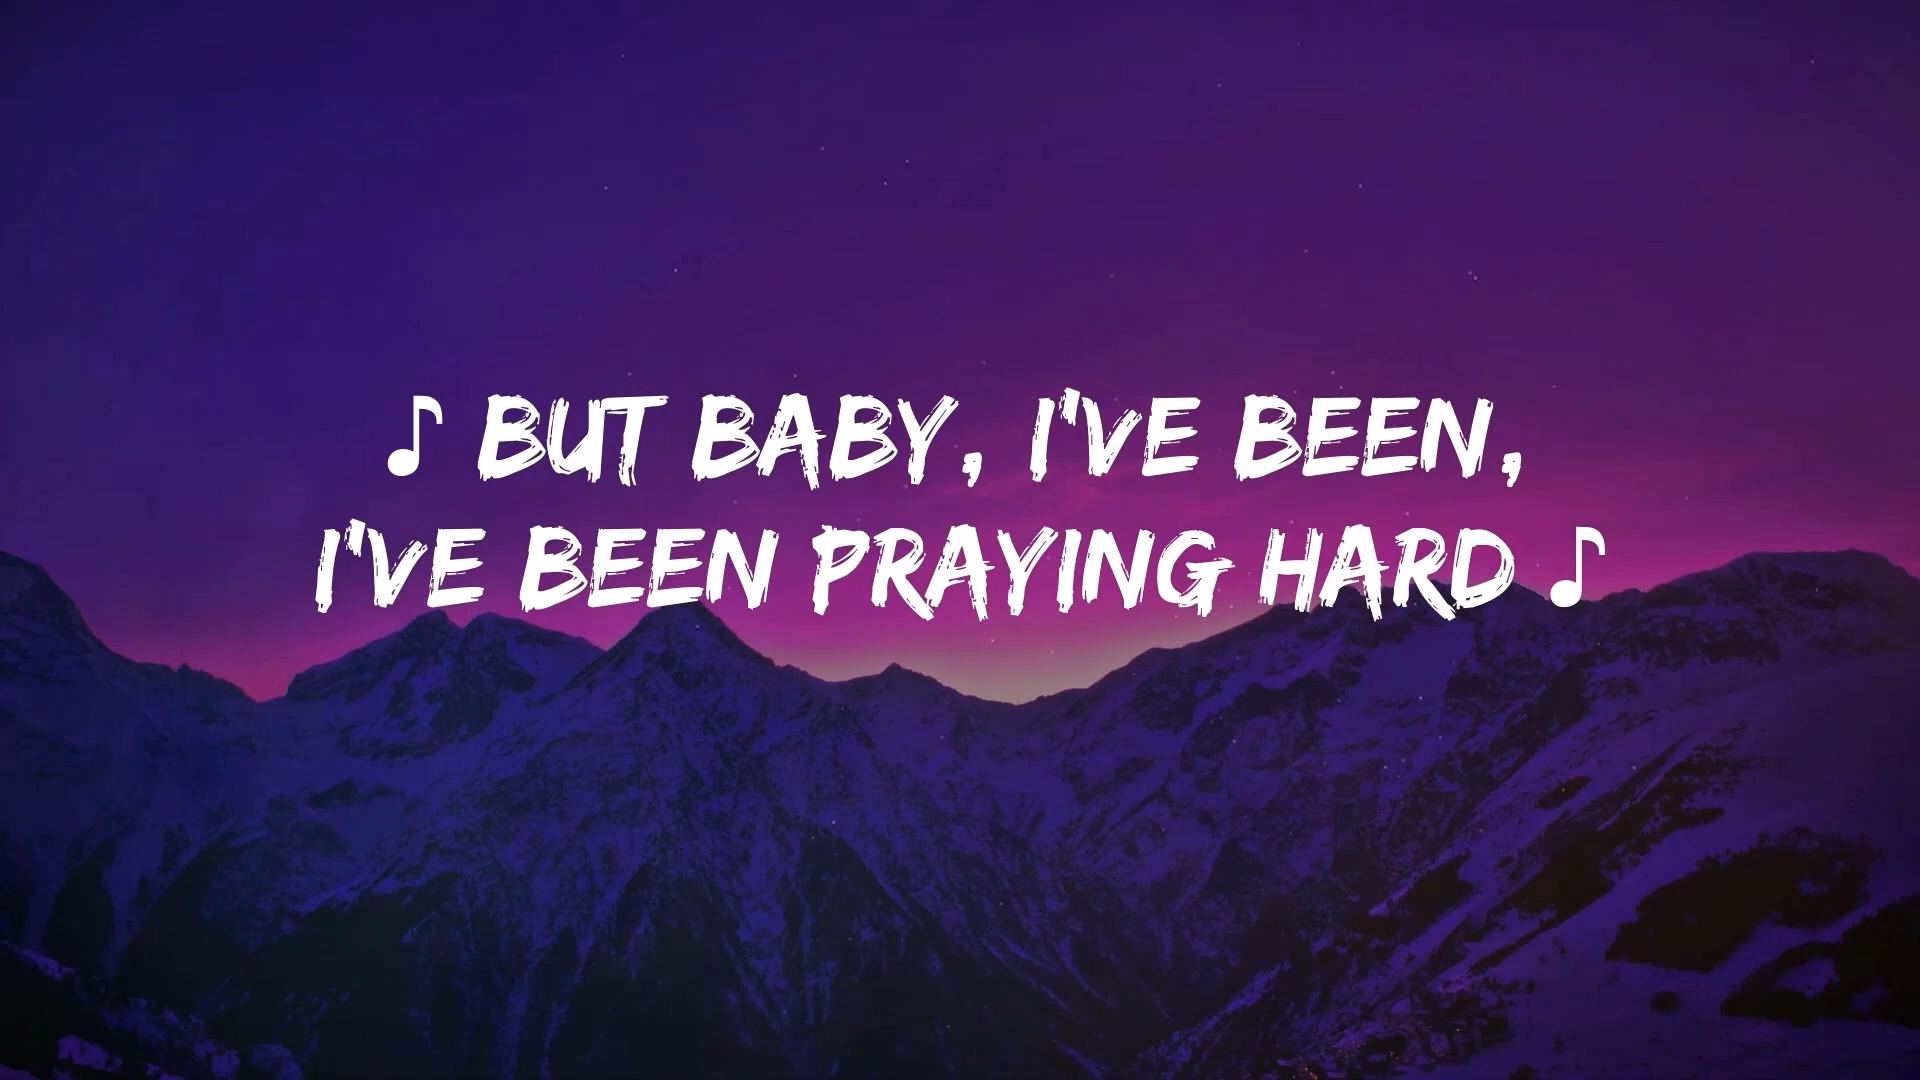 ♪ BUT BABY, I'VE BEEN,
I'VE BEEN PRAYING HARD ♪